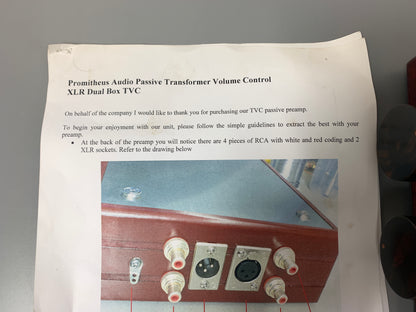 Promitheus Audio Passive Transformer Volume Control
XLR Dual Box TVC
On behalf of the company I would like to thank you for purchasing our TVC passive preamp.
To begin your enjoyment with our unit, please follow the simple guidelines to extract the best with your
preamp.
• At the back of the preamp you will notice there are 4 pieces of RCA with white and red coding and 2
XLR sockets. Refer to the drawing below